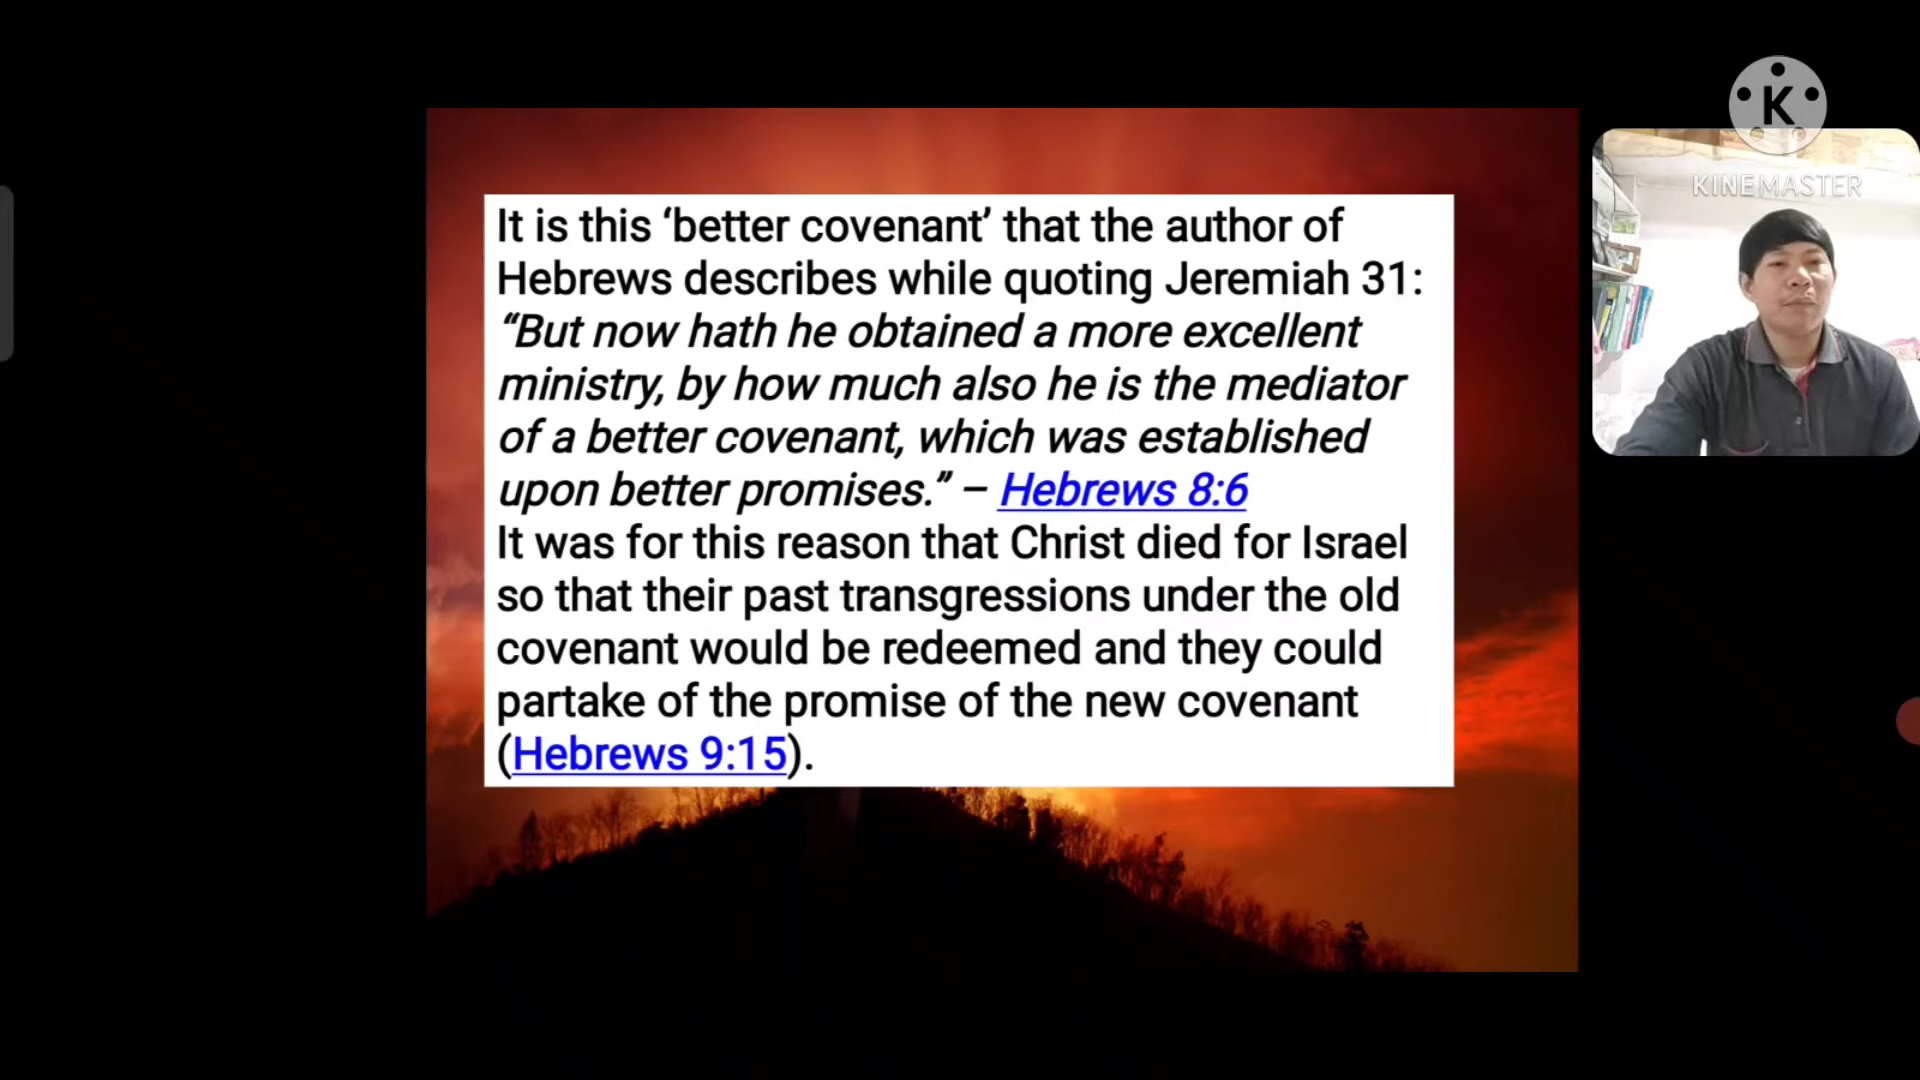 It is this ‘better covenant’ that the author of
Hebrews describes while quoting Jeremiah 31:
“But now hath he obtained a more excellent
ministry, by how much also he is the mediator
of a better covenant, which was established
upon better promises.” – Hebrews 8:6
It was for this reason that Christ died for Israel
so that their past transgressions under the old
covenant would be redeemed and they could
partake of the promise of the new covenant
(Hebrews 9:15).
K
KINEMASTER